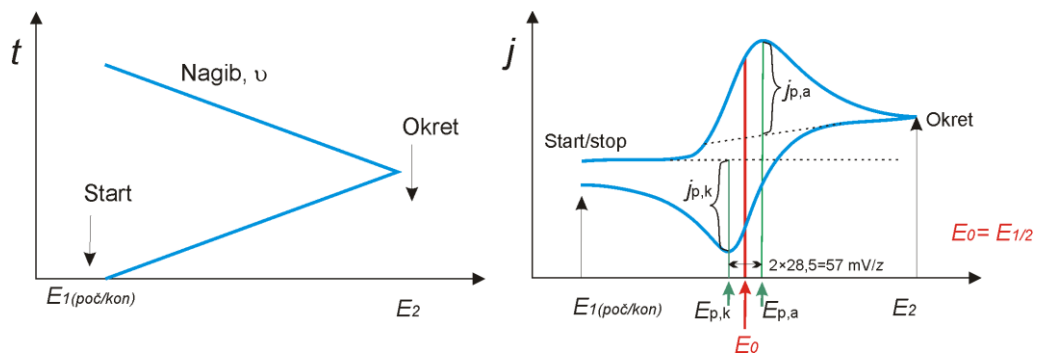 t
Nagib, υ
Okret
Start
E1(poč/kon)
E2
j
jp,a
Start/stop
Okret
jp,k
E0= E1/2
2×28,5=57 mV/z
E1(poč/kon)
Ep,k
Ep,a
E2
E0